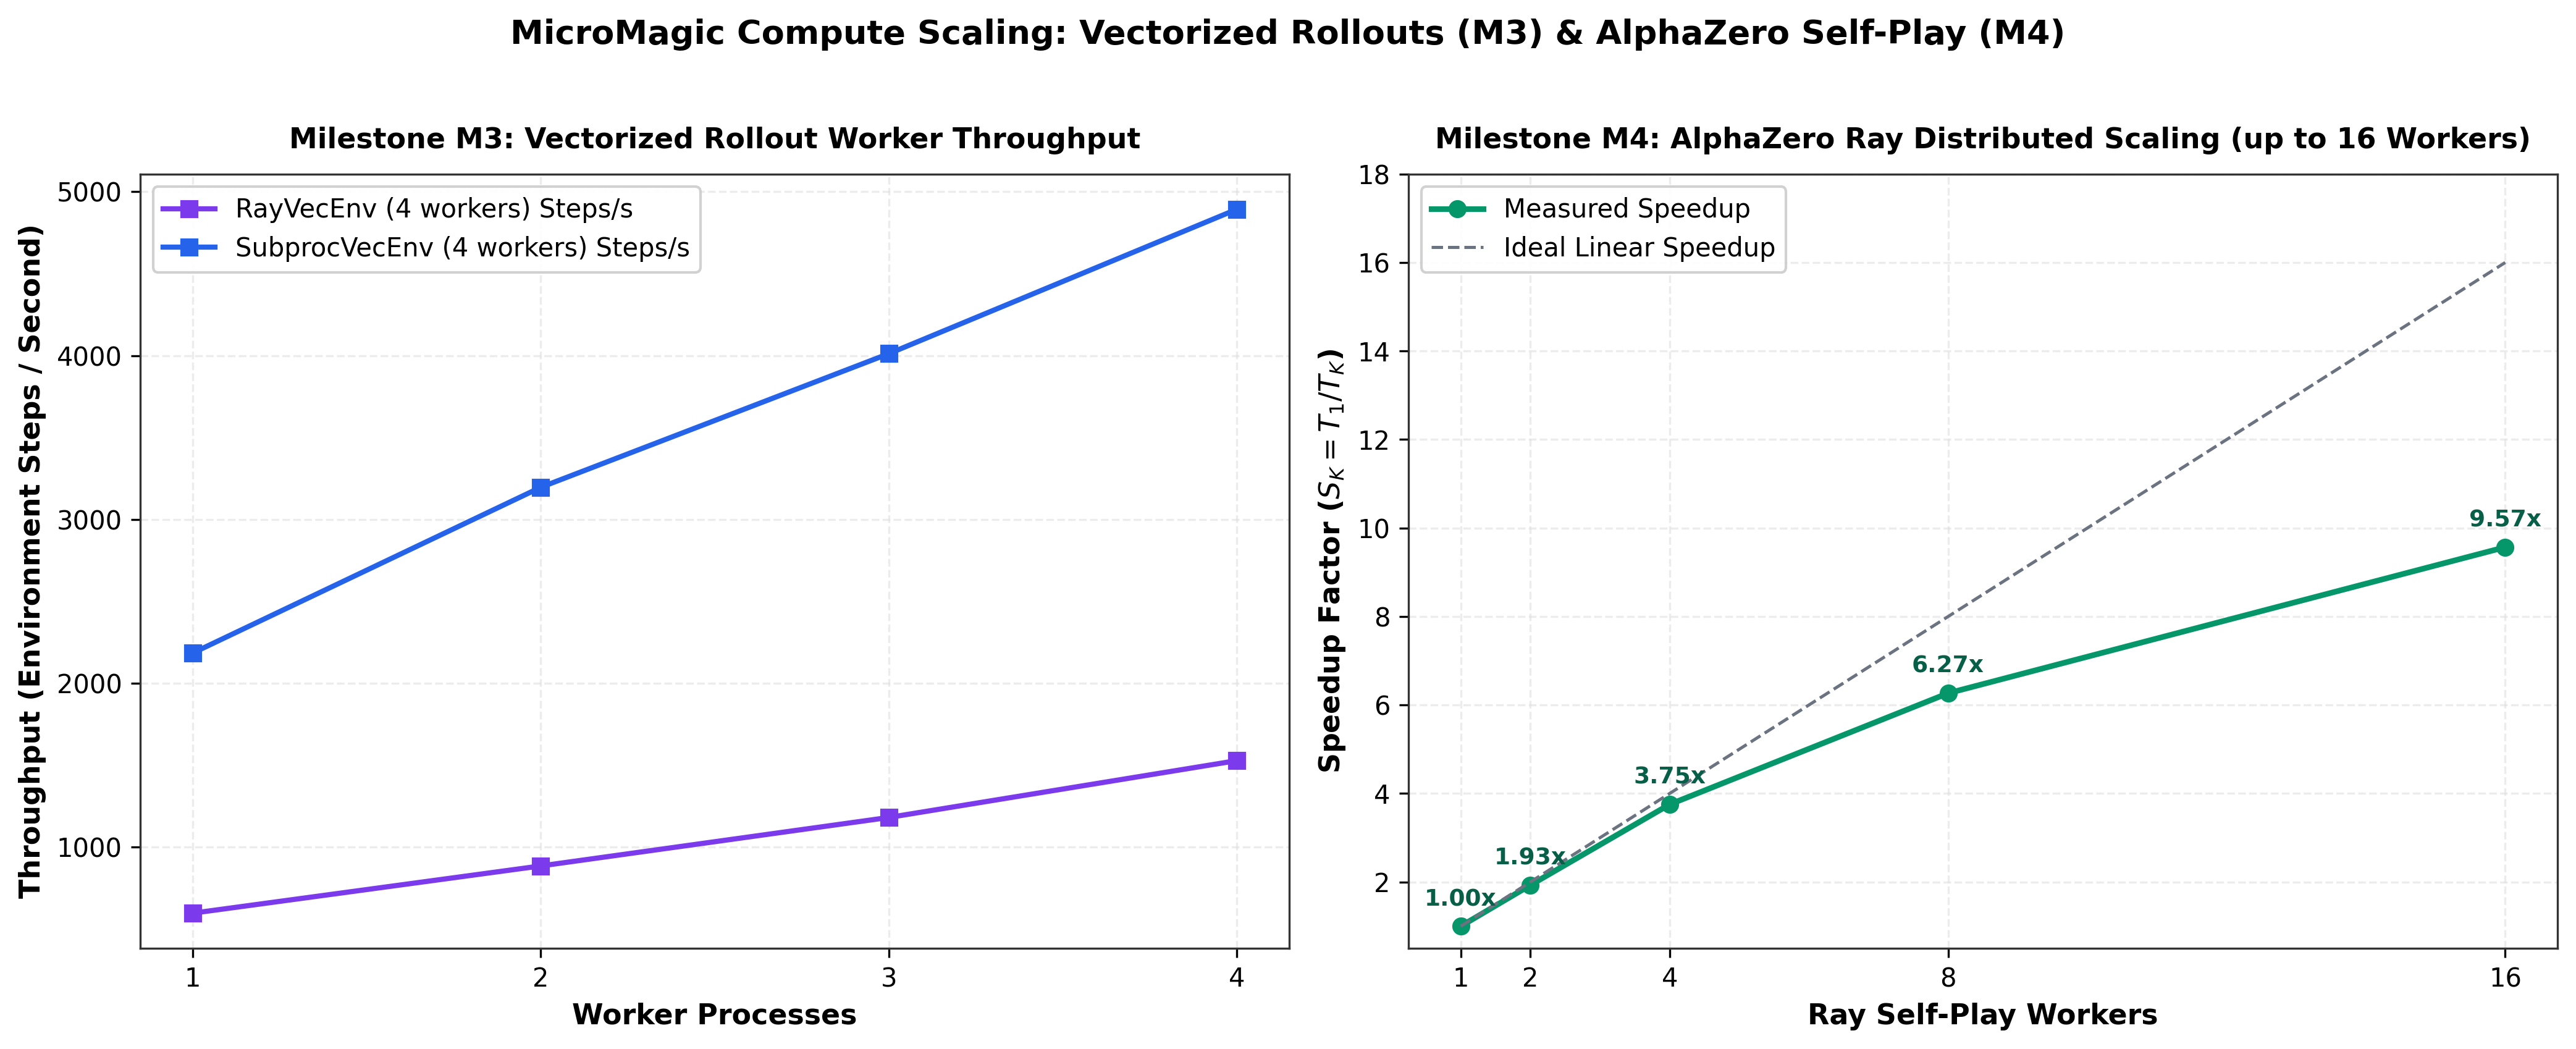 MicroMagic Compute Scaling: Vectorized Rollouts (M3) & AlphaZero Self-Play (M4)
Milestone M3: Vectorized Rollout Worker Throughput
RayVecEnv (4 workers) Steps/s
SubprocVecEnv (4 workers) Steps/s
Throughput (Environment Steps / Second)
5000
4000
3000
2000
1000
1 2 3 4
Worker Processes
Milestone M4: AlphaZero Ray Distributed Scaling (up to 16 Workers)
Measured Speedup
Ideal Linear Speedup
Speedup Factor ($S_K = T_1/T_K$)
18
16
14
12
10
8
6
4
2
1.00x
1.93x
3.75x
6.27x
9.57x
1 2 4 8 16
Ray Self-Play Workers